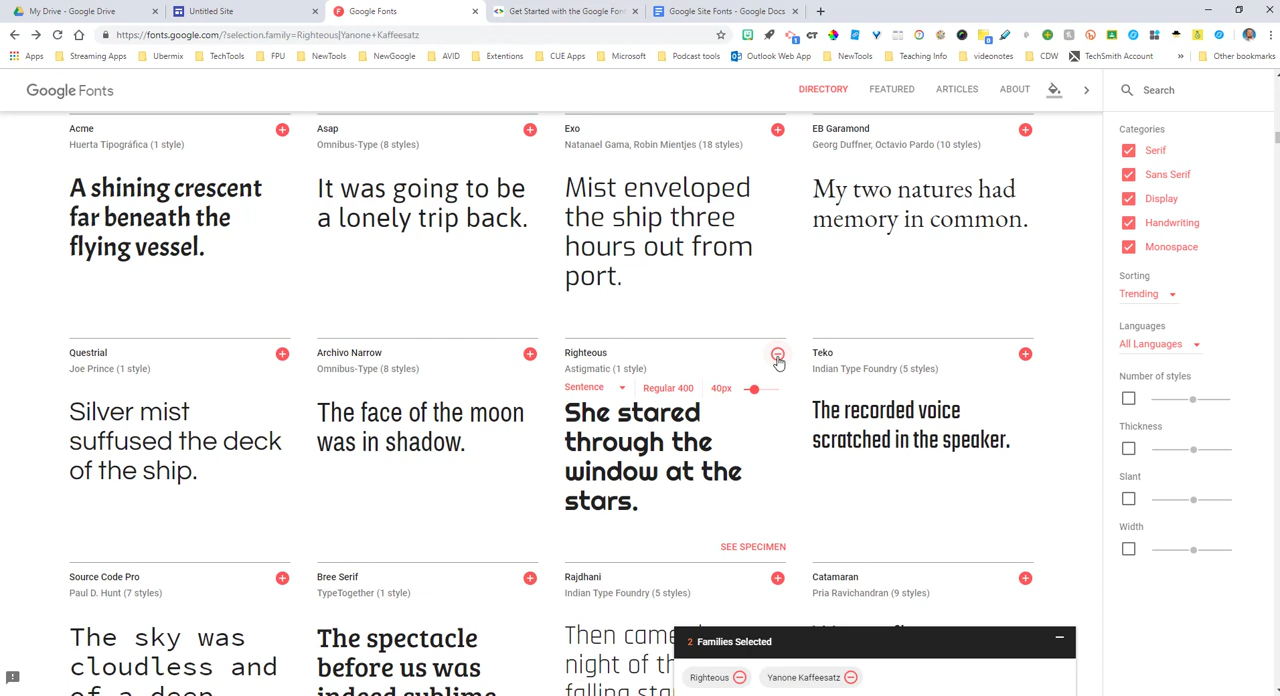 My Drive - Google Drive
Untitled Site
Google Fonts
Get Started with the Google Fon
Google Site Fonts - Google Docs
https://fonts.google.com/?selection.family=Righteous|Yanone+Kaffeesatz
Apps
Streaming Apps
Ubermix
TechTools
FPU
NewTools
NewGoogle
AVID
Extentions
CUE Apps
Microsoft
Podcast tools
Outlook Web App
NewTools
Teaching Info
videonotes
CDW
TechSmith Account
»
Other bookmarks
Google Fonts
DIRECTORY
FEATURED
ARTICLES
ABOUT
Search
Acme
Huerta Tipográfica (1 style)
A shining crescent
far beneath the
flying vessel.
Asap
Omnibus-Type (8 styles)
It was going to be
a lonely trip back.
Exo
Natanael Gama, Robin Mientjes (18 styles)
Mist enveloped
the ship three
hours out from
port.
EB Garamond
Georg Duffner, Octavio Pardo (10 styles)
My two natures had
memory in common.
Questrial
Joe Prince (1 style)
Silver mist
suffused the deck
of the ship.
Archivo Narrow
Omnibus-Type (8 styles)
The face of the moon
was in shadow.
Righteous
Astigmatic (1 style)
Sentence
Regular 400
40px
She stared
through the
window at the
stars.
SEE SPECIMEN
Teko
Indian Type Foundry (5 styles)
The recorded voice
scratched in the speaker.
Source Code Pro
Paul D. Hunt (7 styles)
The sky was
cloudless and
of a deep
Bree Serif
TypeTogether (1 style)
The spectacle
before us was
indeed sublime
Rajdhani
Indian Type Foundry (5 styles)
Then came
night of th
falling sta
Catamaran
Pria Ravichandran (9 styles)
2 Families Selected
Righteous
Yanone Kaffeesatz
Categories
Serif
Sans Serif
Display
Handwriting
Monospace
Sorting
Trending
Languages
All Languages
Number of styles
Thickness
Slant
Width